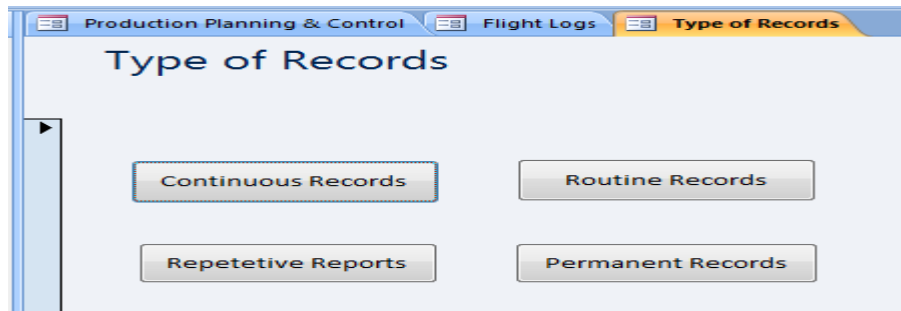 Production Planning & Control Flight Logs Type of Records
Type of Records
Continuous Records Routine Records
Repetetive Reports Permanent Records